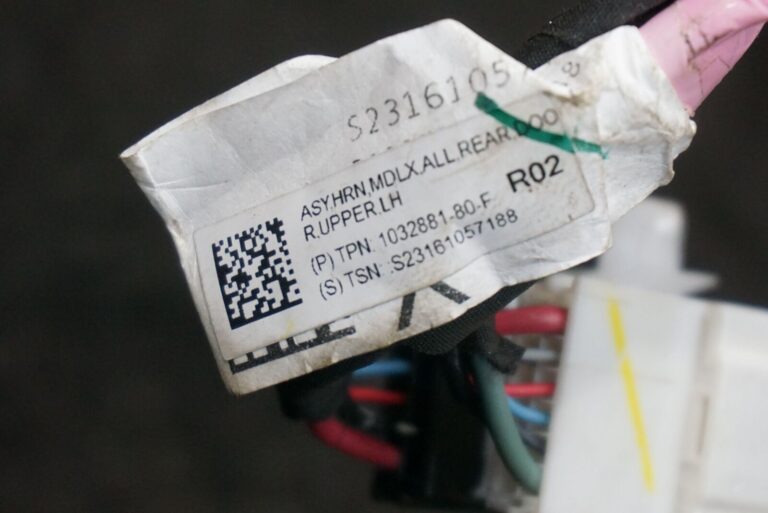 S2316105
ASY,HRN,MDLX,ALL,REAR.DOO
R.UPPER.LH
R02
(P) TPN: 1032881-80-F
(S) TSN :S23161057188